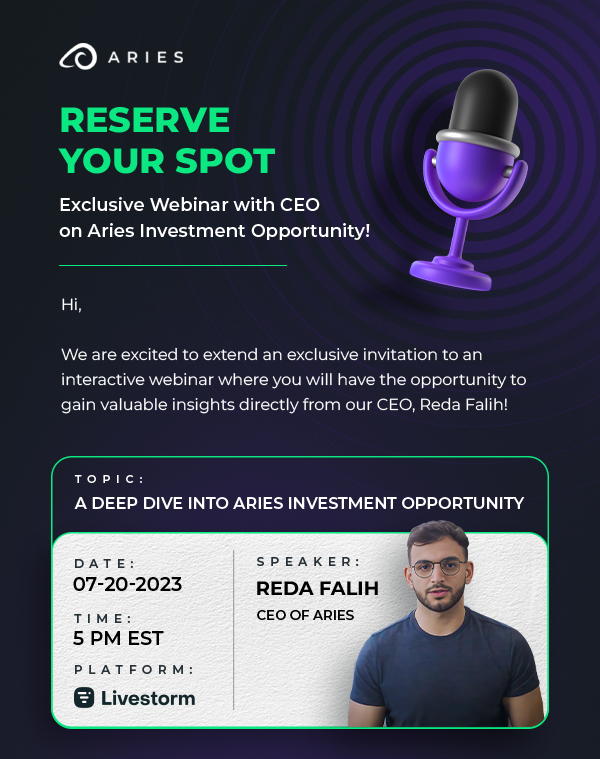 ARIES
RESERVE
YOUR SPOT
Exclusive Webinar with CEO
on Aries Investment Opportunity!
Hi,
We are excited to extend an exclusive invitation to an
interactive webinar where you will have the opportunity to
gain valuable insights directly from our CEO, Reda Falih!
TOPIC:
A DEEP DIVE INTO ARIES INVESTMENT OPPORTUNITY
DATE:
07-20-2023
TIME:
5 PM EST
PLATFORM:
Livestorm
SPEAKER:
REDA FALIH
CEO OF ARIES